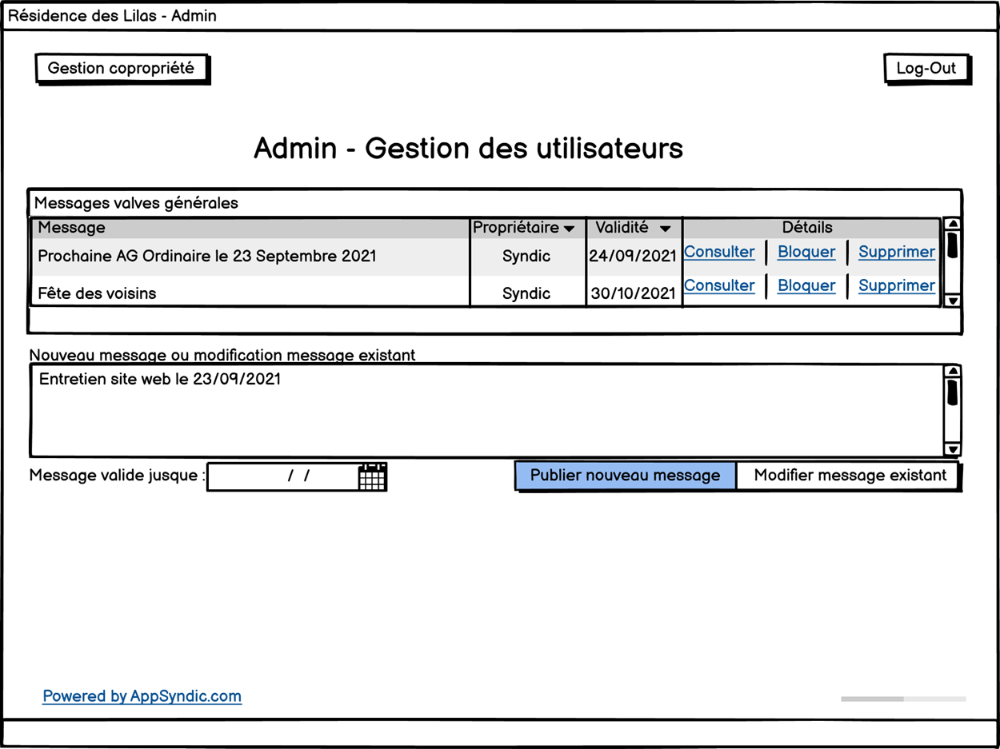 Résidence des Lilas - Admin
Gestion copropriété
Log-Out
Admin - Gestion des utilisateurs
Messages valves générales
Message Propriétaire Validité Détails
Prochaine AG Ordinaire le 23 Septembre 2021 Syndic 24/09/2021 Consulter | Bloquer | Supprimer
Fête des voisins Syndic 30/10/2021 Consulter | Bloquer | Supprimer
Nouveau message ou modification message existant
Entretien site web le 23/09/2021
Message valide jusque : / / Publier nouveau message Modifier message existant
Powered by AppSyndic.com